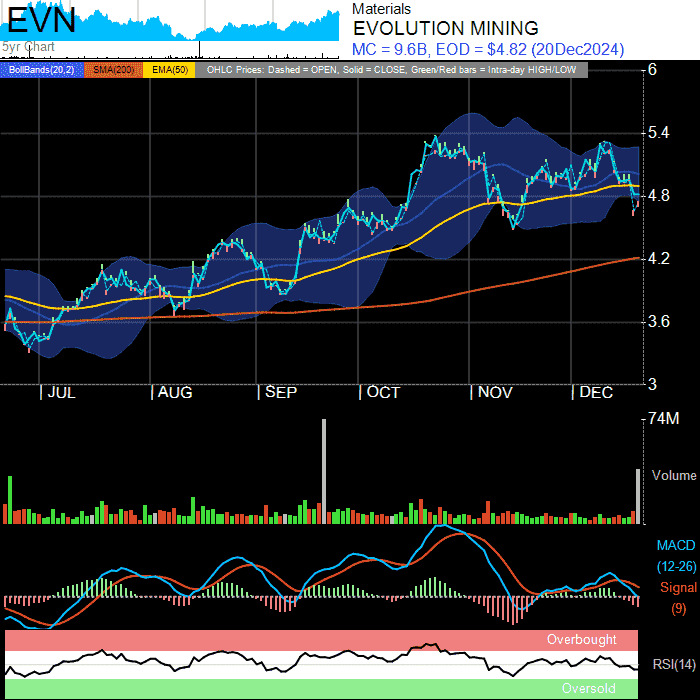 EVN
5yr Chart
Materials
EVOLUTION MINING
MC = 9.6B, EOD = $4.82 (20Dec2024)
BollBands(20,2) SMA(200) EMA(50) OHLC Prices: Dashed = OPEN, Solid = CLOSE, Green/Red bars = Intra-day HIGH/LOW
6
5.4
4.8
4.2
3.6
3
JUL AUG SEP OCT NOV DEC
74M
Volume
MACD
(12-26)
Signal
(9)
Overbought
RSI(14)
Oversold